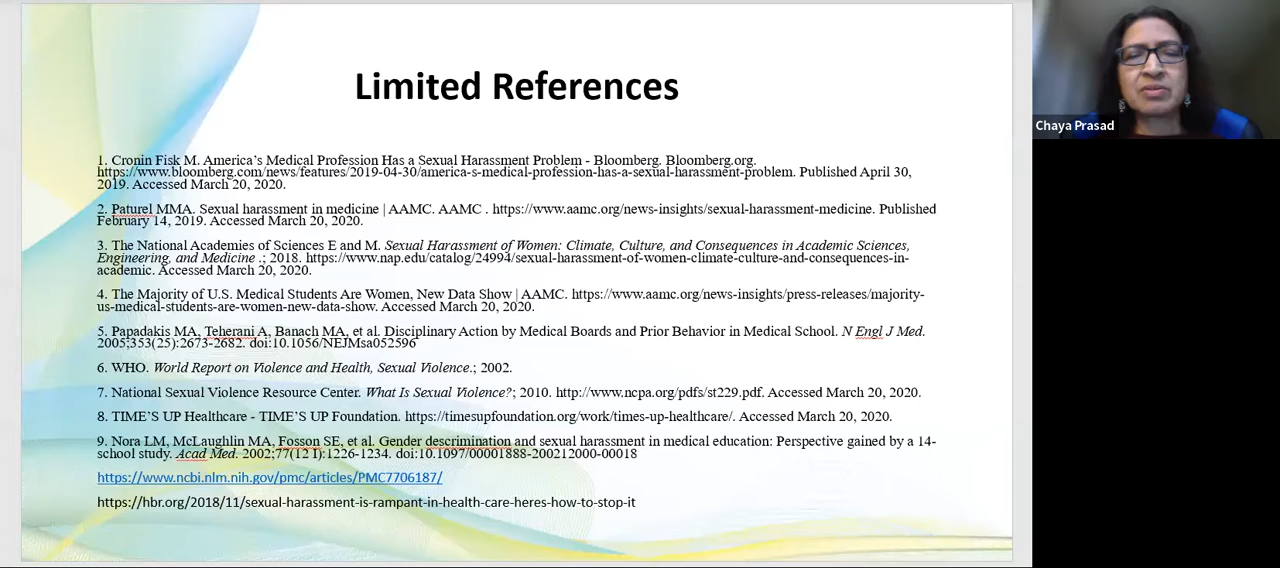 Limited References
Chaya Prasad
1. Cronin Fisk M. America’s Medical Profession Has a Sexual Harassment Problem - Bloomberg. Bloomberg.org.
https://www.bloomberg.com/news/features/2019-04-30/america-s-medical-profession-has-a-sexual-harassment-problem. Published April 30,
2019. Accessed March 20, 2020.
2. Paturel MMA. Sexual harassment in medicine | AAMC. AAMC . https://www.aamc.org/news-insights/sexual-harassment-medicine. Published
February 14, 2019. Accessed March 20, 2020.
3. The National Academies of Sciences E and M. Sexual Harassment of Women: Climate, Culture, and Consequences in Academic Sciences,
Engineering, and Medicine .; 2018. https://www.nap.edu/catalog/24994/sexual-harassment-of-women-climate-culture-and-consequences-in-
academic. Accessed March 20, 2020.
4. The Majority of U.S. Medical Students Are Women, New Data Show | AAMC. https://www.aamc.org/news-insights/press-releases/majority-
us-medical-students-are-women-new-data-show. Accessed March 20, 2020.
5. Papadakis MA, Teherani A, Banach MA, et al. Disciplinary Action by Medical Boards and Prior Behavior in Medical School. N Engl J Med.
2005;353(25):2673-2682. doi:10.1056/NEJMsa052596
6. WHO. World Report on Violence and Health, Sexual Violence.; 2002.
7. National Sexual Violence Resource Center. What Is Sexual Violence?; 2010. http://www.ncpa.org/pdfs/st229.pdf. Accessed March 20, 2020.
8. TIME’S UP Healthcare - TIME’S UP Foundation. https://timesupfoundation.org/work/times-up-healthcare/. Accessed March 20, 2020.
9. Nora LM, McLaughlin MA, Fosson SE, et al. Gender descrimination and sexual harassment in medical education: Perspective gained by a 14-
school study. Acad Med. 2002;77(12 I):1226-1234. doi:10.1097/00001888-200212000-00018
https://www.ncbi.nlm.nih.gov/pmc/articles/PMC7706187/
https://hbr.org/2018/11/sexual-harassment-is-rampant-in-health-care-heres-how-to-stop-it